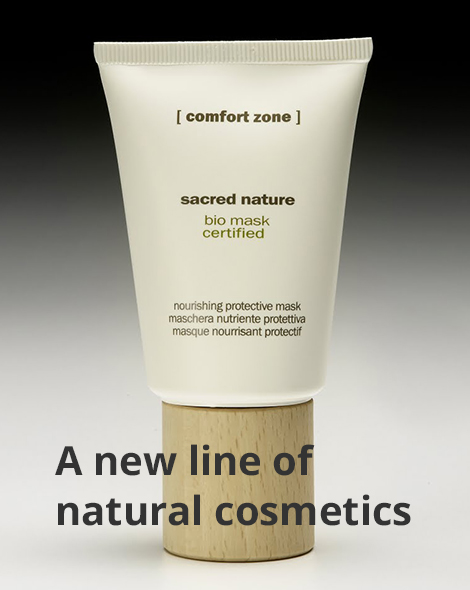 [ comfort zone ]
sacred nature
bio mask
certified
nourishing protective mask
maschera nutriente protettiva
masque nourrisant protectif
A new line of
natural cosmetics